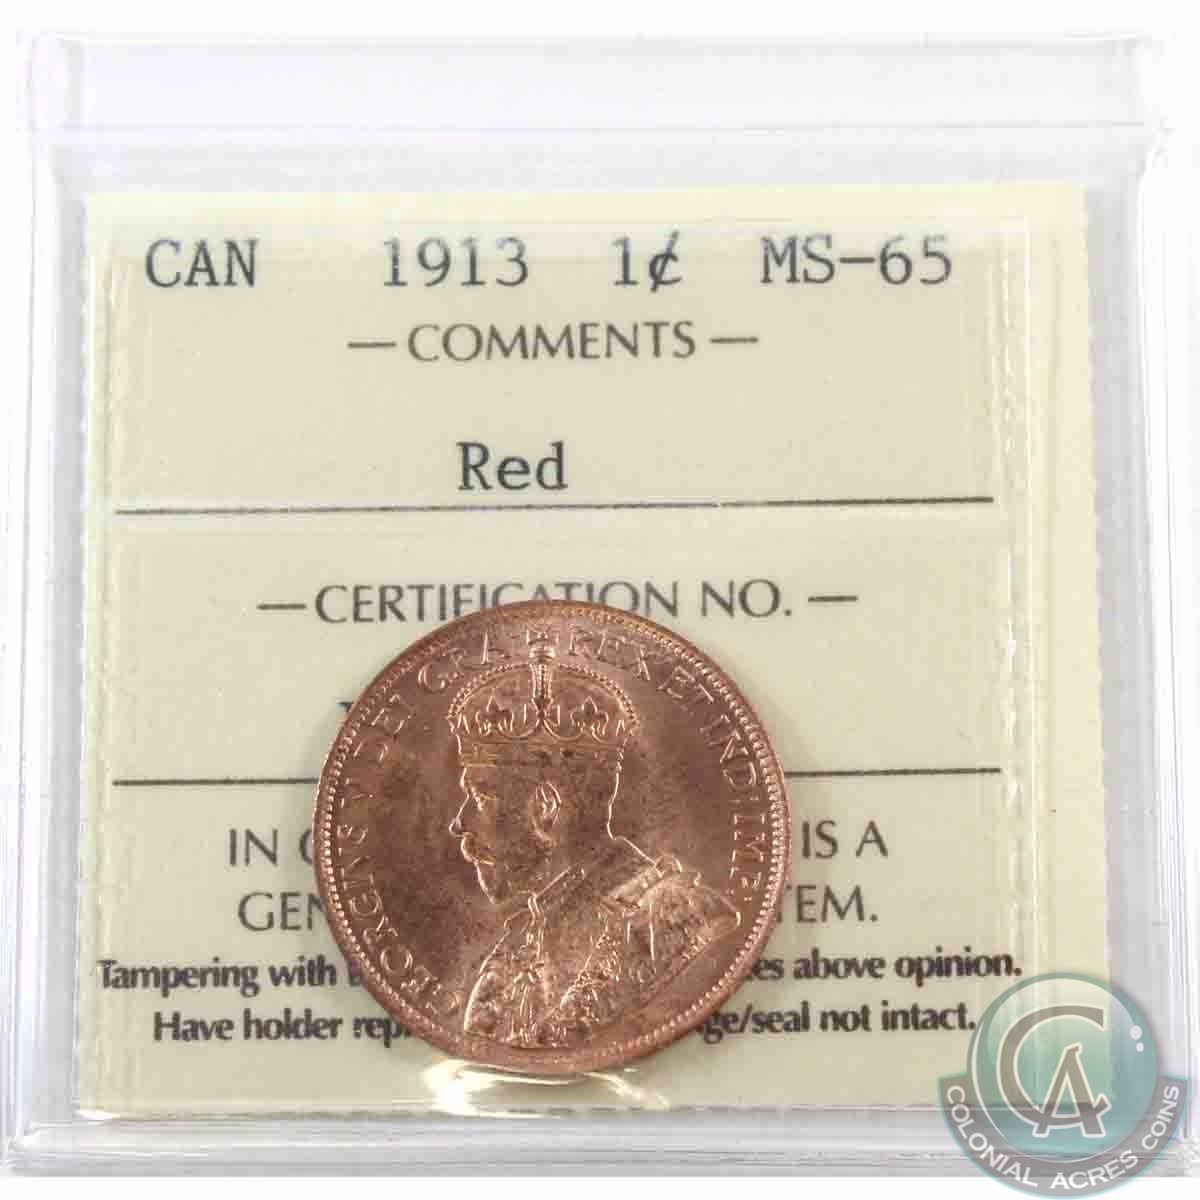 CAN 1913 1¢ MS-65
— COMMENTS —
Red
— CERTIFICATION NO. —
IN IS A
GEN TEM.
Tampering with es above opinion.
Have holder rep ge/seal not intact.
GEORGIVS V DEI GRA: REX ET IND: IMP:
COLONIAL ACRES COINS
CA